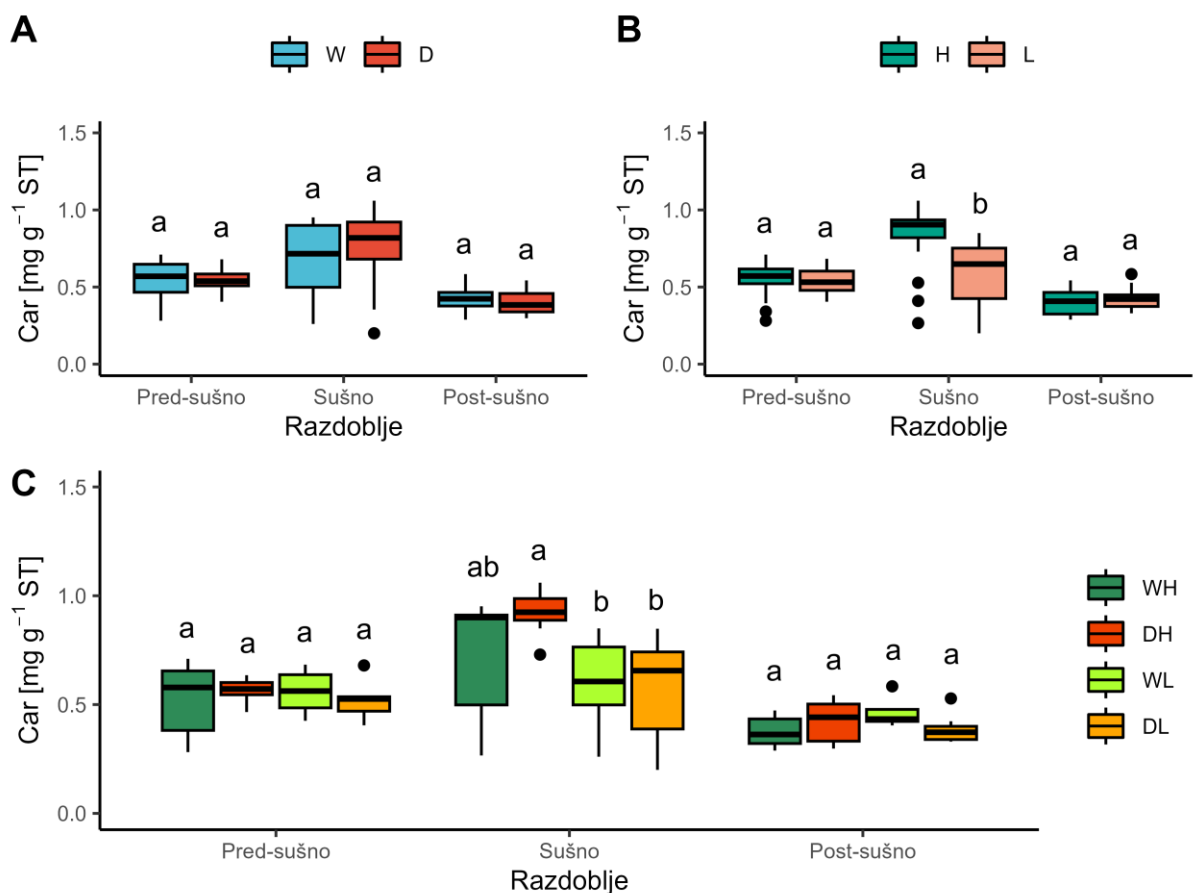 A
W D
Car [mg g⁻¹ ST]
1.5
1.0
0.5
0.0
a a a a a a
Pred-sušno Sušno Post-sušno
Razdoblje
B
H L
Car [mg g⁻¹ ST]
1.5
1.0
0.5
0.0
a a a b a a
Pred-sušno Sušno Post-sušno
Razdoblje
C
Car [mg g⁻¹ ST]
1.5
1.0
0.5
0.0
a a a a ab a b b a a a a
Pred-sušno Sušno Post-sušno
Razdoblje
WH
DH
WL
DL